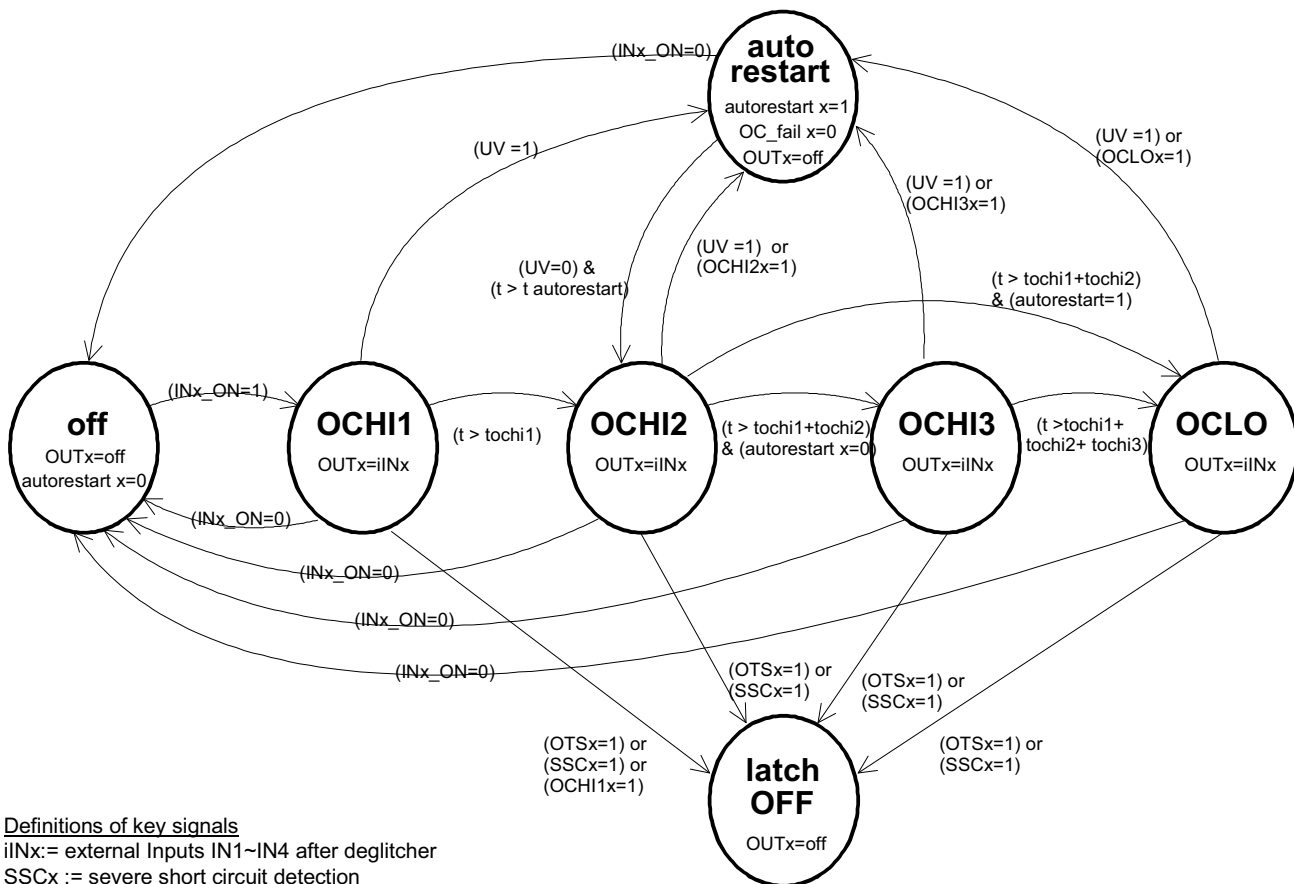 auto
restart
autorestart x=1
OC_fail x=0
OUTx=off
(INx_ON=0)
(UV =1)
(UV =1) or
(OCLOx=1)
(UV =1) or
(OCHI3x=1)
(UV =1) or
(OCHI2x=1)
(UV=0) &
(t > t autorestart)
(t > tochi1+tochi2)
& (autorestart=1)
off
OUTx=off
autorestart x=0
(INx_ON=1)
OCHI1
OUTx=iINx
(t > tochi1)
OCHI2
OUTx=iINx
(t > tochi1+tochi2)
& (autorestart x=0)
OCHI3
OUTx=iINx
(t >tochi1+
tochi2+ tochi3)
OCLO
OUTx=iINx
(INx_ON=0)
(INx_ON=0)
(INx_ON=0)
(INx_ON=0)
(OTSx=1) or
(SSCx=1) or
(OCHI1x=1)
(OTSx=1) or
(SSCx=1)
(OTSx=1) or
(SSCx=1)
(OTSx=1) or
(SSCx=1)
latch
OFF
OUTx=off
Definitions of key signals
iINx:= external Inputs IN1~IN4 after deglitcher
SSCx := severe short circuit detection